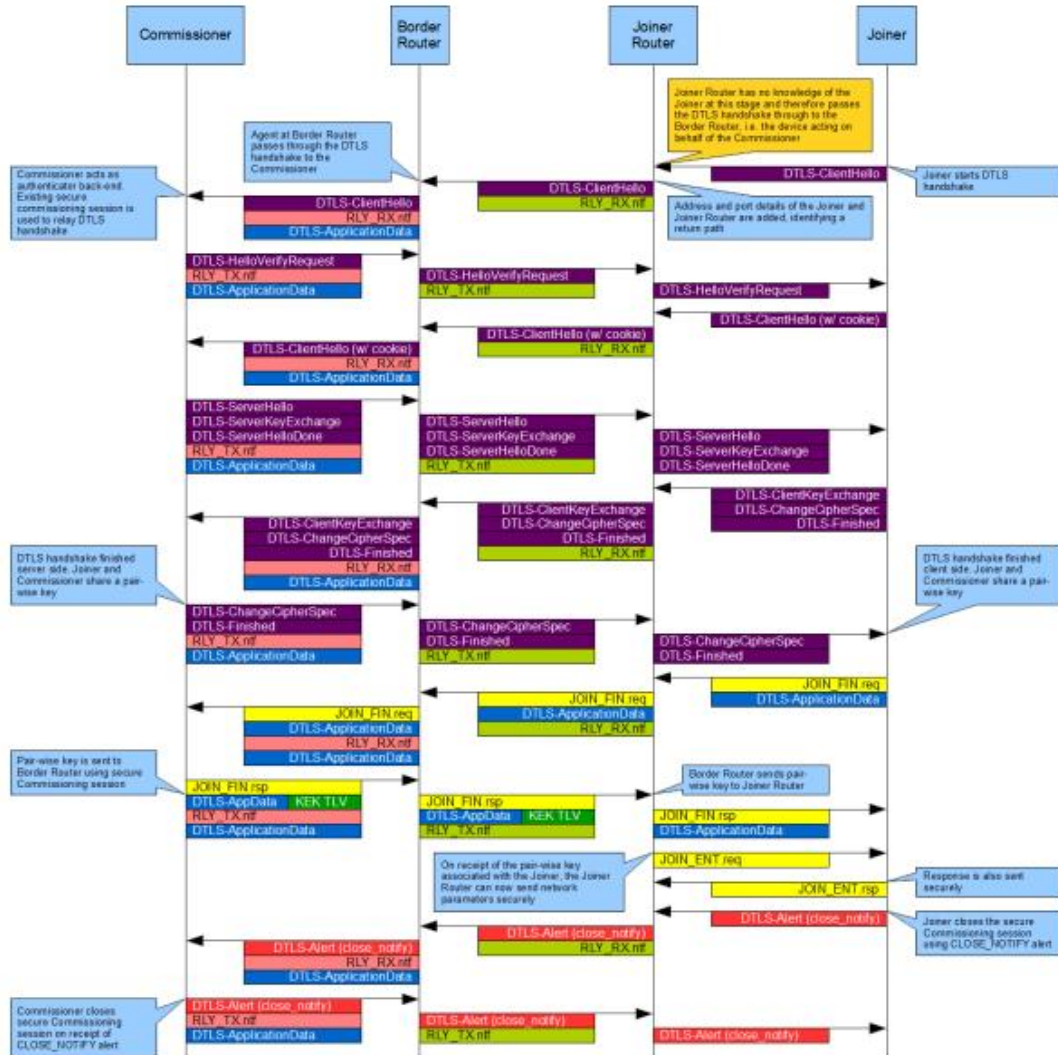 Commissioner
Border
Router
Joiner
Router
Joiner
Joiner Router has no knowledge of the
Joiner at this stage and therefore passes
the DTLS handshake through to the
Border Router, i.e. the device acting on
behalf of the Commissioner
Agent at Border Router
passes through the DTLS
handshake to the
Commissioner
Commissioner acts as
authenticator back-end.
Existing secure
commissioning session is
used to relay DTLS
handshake
DTLS-ClientHello
Joiner starts DTLS
handshake
DTLS-ClientHello
RLY_RX.ntf
DTLS-ClientHello
RLY_RX.ntf
DTLS-ApplicationData
Address and port details of the Joiner and
Joiner Router are added, identifying a
return path
DTLS-HelloVerifyRequest
RLY_TX.ntf
DTLS-ApplicationData
DTLS-HelloVerifyRequest
RLY_TX.ntf
DTLS-HelloVerifyRequest
DTLS-ClientHello (w/ cookie)
DTLS-ClientHello (w/ cookie)
RLY_RX.ntf
DTLS-ClientHello (w/ cookie)
RLY_RX.ntf
DTLS-ApplicationData
DTLS-ServerHello
DTLS-ServerKeyExchange
DTLS-ServerHelloDone
RLY_TX.ntf
DTLS-ApplicationData
DTLS-ServerHello
DTLS-ServerKeyExchange
DTLS-ServerHelloDone
RLY_TX.ntf
DTLS-ServerHello
DTLS-ServerKeyExchange
DTLS-ServerHelloDone
DTLS-ClientKeyExchange
DTLS-ChangeCipherSpec
DTLS-Finished
DTLS-ClientKeyExchange
DTLS-ChangeCipherSpec
DTLS-Finished
RLY_RX.ntf
DTLS-ClientKeyExchange
DTLS-ChangeCipherSpec
DTLS-Finished
RLY_RX.ntf
DTLS-ApplicationData
DTLS handshake finished
server side. Joiner and
Commissioner share a pair-
wise key
DTLS handshake finished
client side. Joiner and
Commissioner share a pair-
wise key
DTLS-ChangeCipherSpec
DTLS-Finished
RLY_TX.ntf
DTLS-ApplicationData
DTLS-ChangeCipherSpec
DTLS-Finished
RLY_TX.ntf
DTLS-ChangeCipherSpec
DTLS-Finished
JOIN_FIN.req
DTLS-ApplicationData
JOIN_FIN.req
DTLS-ApplicationData
RLY_RX.ntf
JOIN_FIN.req
DTLS-ApplicationData
RLY_RX.ntf
DTLS-ApplicationData
Pair-wise key is sent to
Border Router using secure
Commissioning session
JOIN_FIN.rsp
DTLS-AppData KEK TLV
RLY_TX.ntf
DTLS-ApplicationData
JOIN_FIN.rsp
DTLS-AppData KEK TLV
RLY_TX.ntf
Border Router sends pair-
wise key to Joiner Router
JOIN_FIN.rsp
DTLS-ApplicationData
On receipt of the pair-wise key
associated with the Joiner, the Joiner
Router can now send network
parameters securely
JOIN_ENT.req
JOIN_ENT.rsp
Response is also sent
securely
DTLS-Alert (close_notify)
Joiner closes the secure
Commissioning session
using CLOSE_NOTIFY alert
DTLS-Alert (close_notify)
RLY_RX.ntf
DTLS-Alert (close_notify)
RLY_RX.ntf
DTLS-ApplicationData
Commissioner closes
secure Commissioning
session on receipt of
CLOSE_NOTIFY alert
DTLS-Alert (close_notify)
RLY_TX.ntf
DTLS-ApplicationData
DTLS-Alert (close_notify)
RLY_TX.ntf
DTLS-Alert (close_notify)